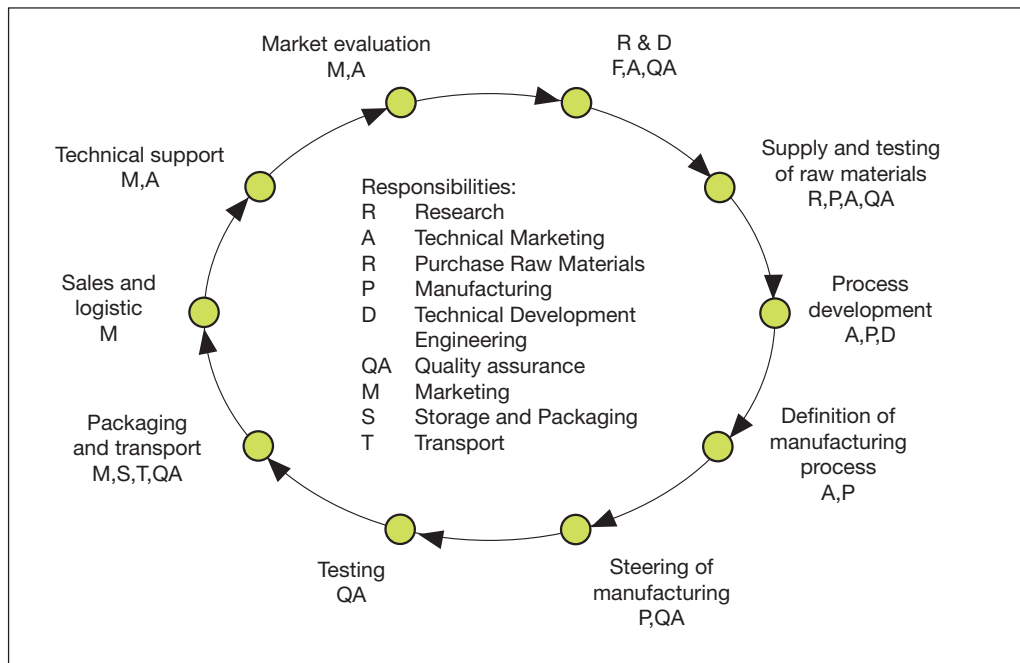 Market evaluation
M,A
R & D
F,A,QA
Supply and testing
of raw materials
R,P,A,QA
Process
development
A,P,D
Definition of
manufacturing
process
A,P
Steering of
manufacturing
P,QA
Testing
QA
Packaging
and transport
M,S,T,QA
Sales and
logistic
M
Technical support
M,A
Responsibilities:
R Research
A Technical Marketing
R Purchase Raw Materials
P Manufacturing
D Technical Development
Engineering
QA Quality assurance
M Marketing
S Storage and Packaging
T Transport